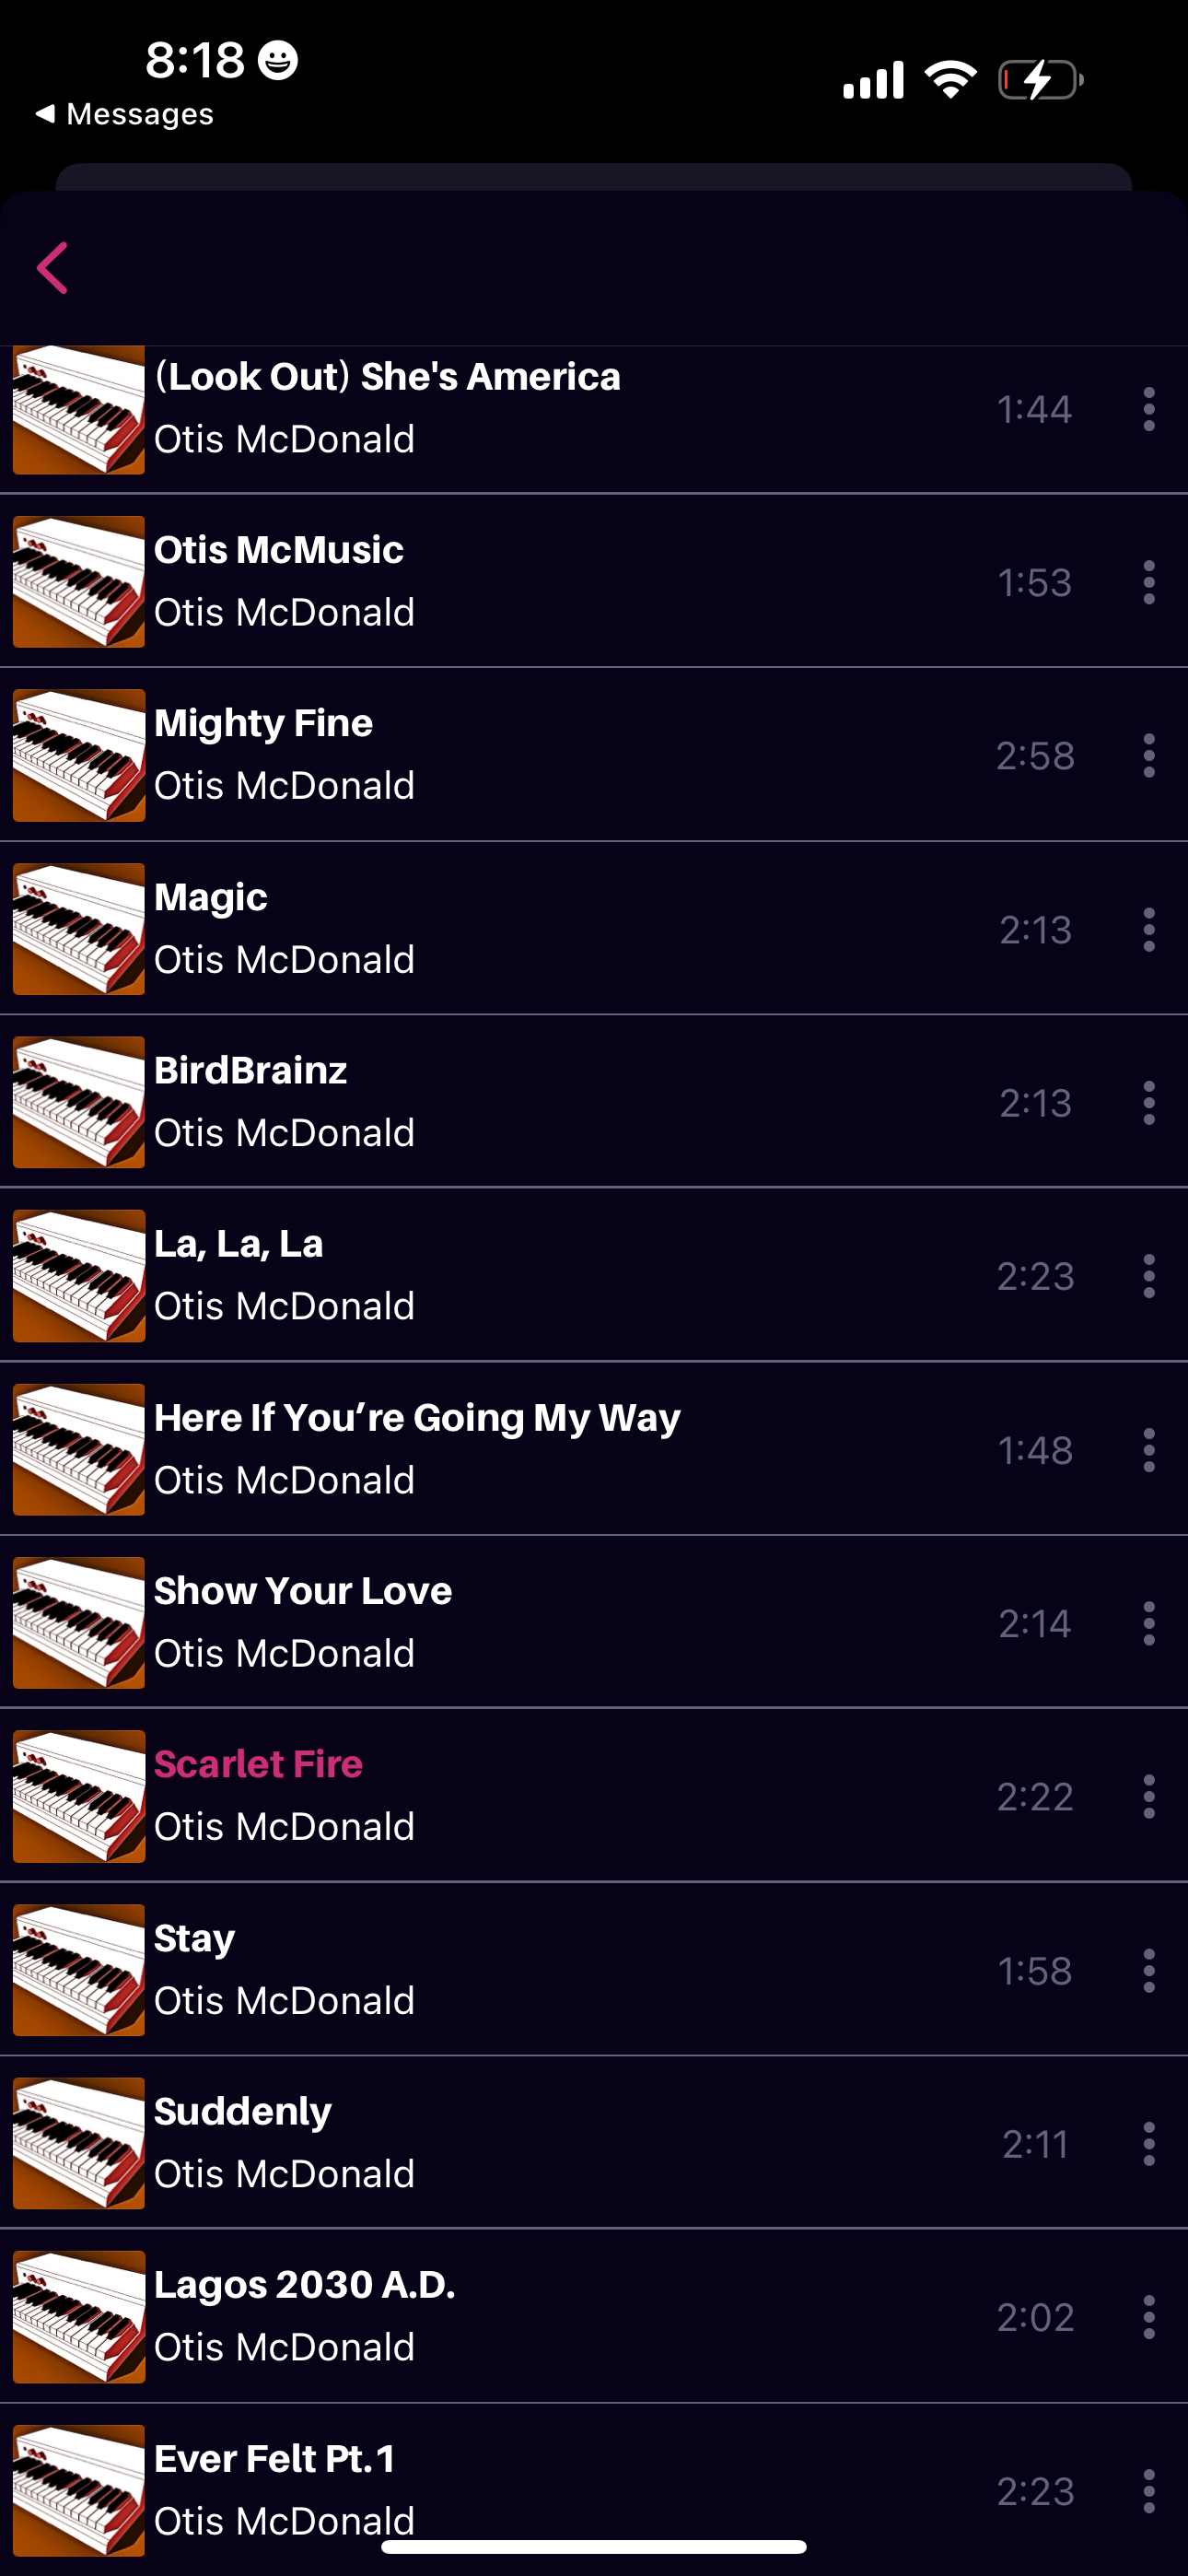 8:18
Messages
(Look Out) She's America
Otis McDonald
1:44
Otis McMusic
Otis McDonald
1:53
Mighty Fine
Otis McDonald
2:58
Magic
Otis McDonald
2:13
BirdBrainz
Otis McDonald
2:13
La, La, La
Otis McDonald
2:23
Here If You’re Going My Way
Otis McDonald
1:48
Show Your Love
Otis McDonald
2:14
Scarlet Fire
Otis McDonald
2:22
Stay
Otis McDonald
1:58
Suddenly
Otis McDonald
2:11
Lagos 2030 A.D.
Otis McDonald
2:02
Ever Felt Pt.1
Otis McDonald
2:23